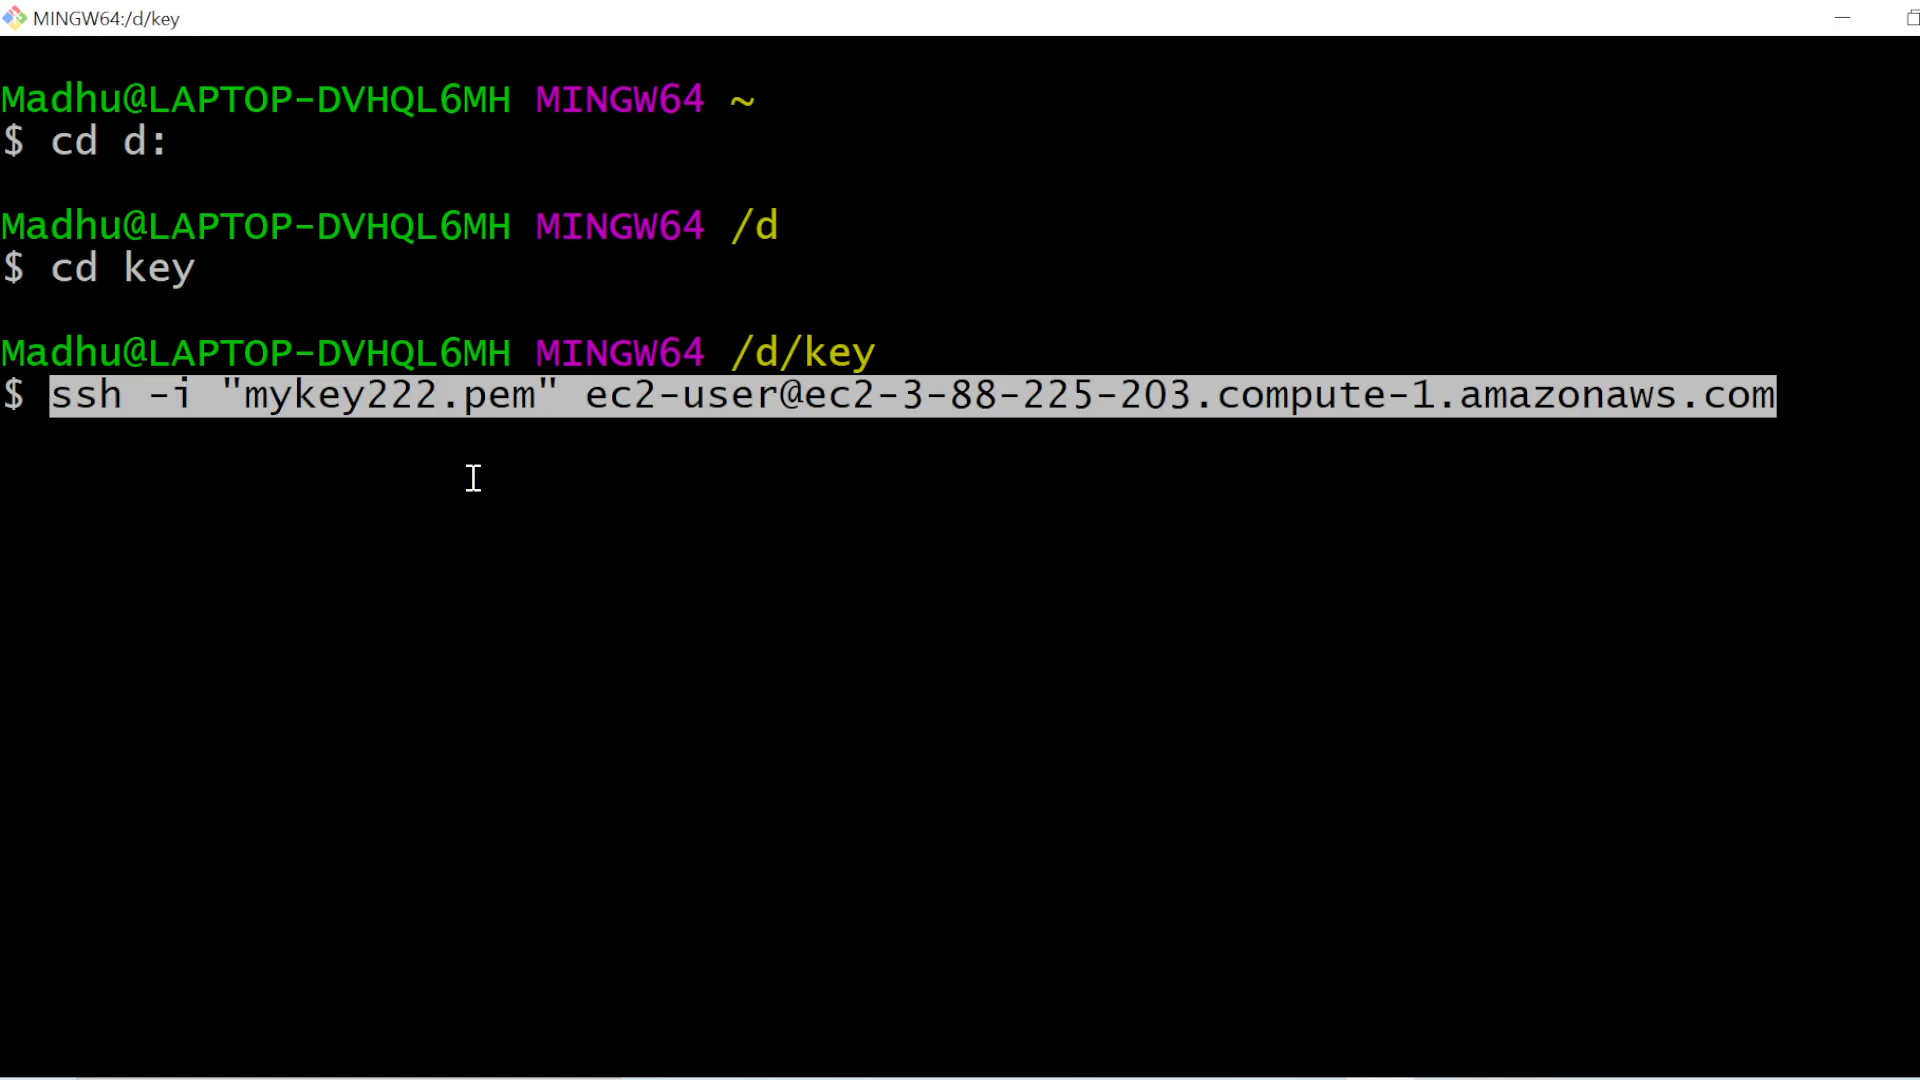 MINGW64:/d/key
Madhu@LAPTOP-DVHQL6MH MINGW64 ~
$ cd d:
Madhu@LAPTOP-DVHQL6MH MINGW64 /d
$ cd key
Madhu@LAPTOP-DVHQL6MH MINGW64 /d/key
$ ssh -i "mykey222.pem" ec2-user@ec2-3-88-225-203.compute-1.amazonaws.com